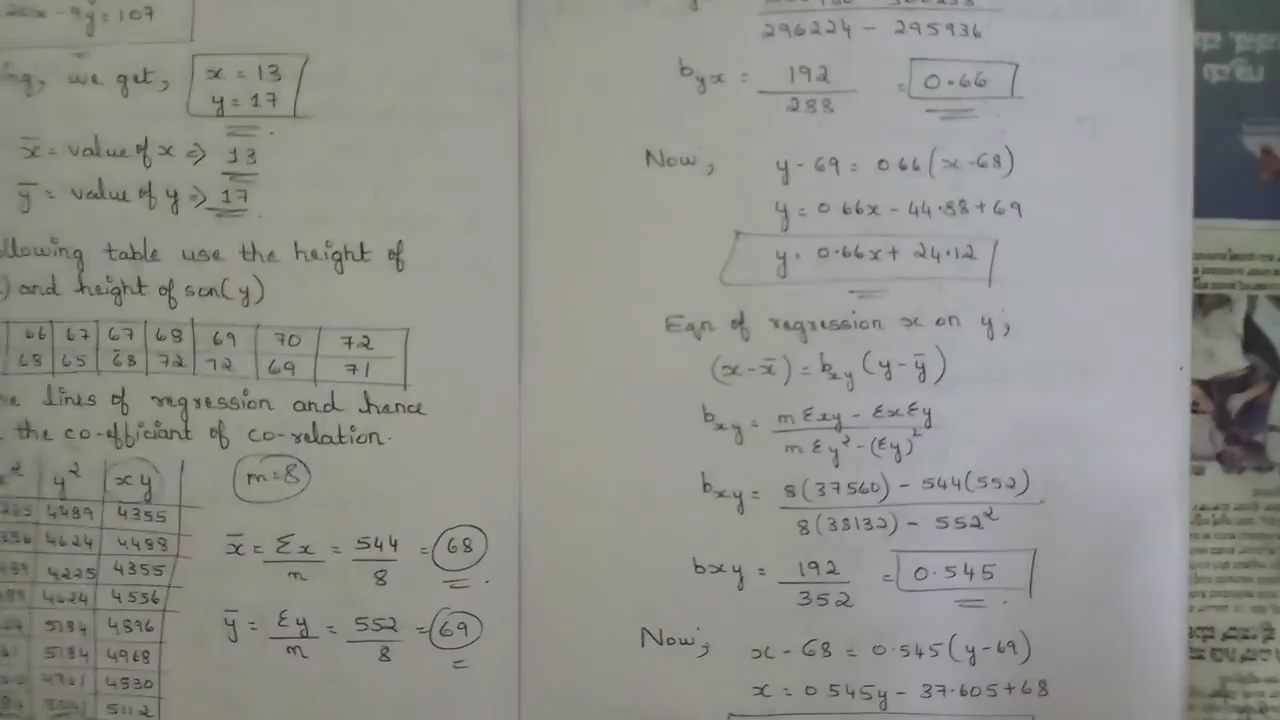 x - 9y = 107
we get, x = 13
y = 17
x̄ = value of x => 13
ȳ = value of y => 17
llowing table use the height of
) and height of son(y)
66 67 67 68 69 70 72
68 65 68 72 72 69 71
lines of regression and hence
the co-efficiant of co-relation.
y² xy m=8
4489 4355
4624 4488
4225 4355
4624 4556
5184 4896
5184 4968
4830
5112
x̄ = Σx/m = 544/8 = 68
ȳ = Σy/m = 552/8 = 69
296224 - 295936
byx = 192/288 = 0.66
Now, y - 69 = 0.66(x - 68)
y = 0.66x - 44.88 + 69
y = 0.66x + 24.12
Eqn of regression x on y;
(x - x̄) = bxy (y - ȳ)
bxy = mΣxy - ΣxΣy / mΣy² - (Σy)²
bxy = 8(37560) - 544(552) / 8(38132) - 552²
bxy = 192/352 = 0.545
Now; x - 68 = 0.545(y - 69)
x = 0.545y - 37.605 + 68